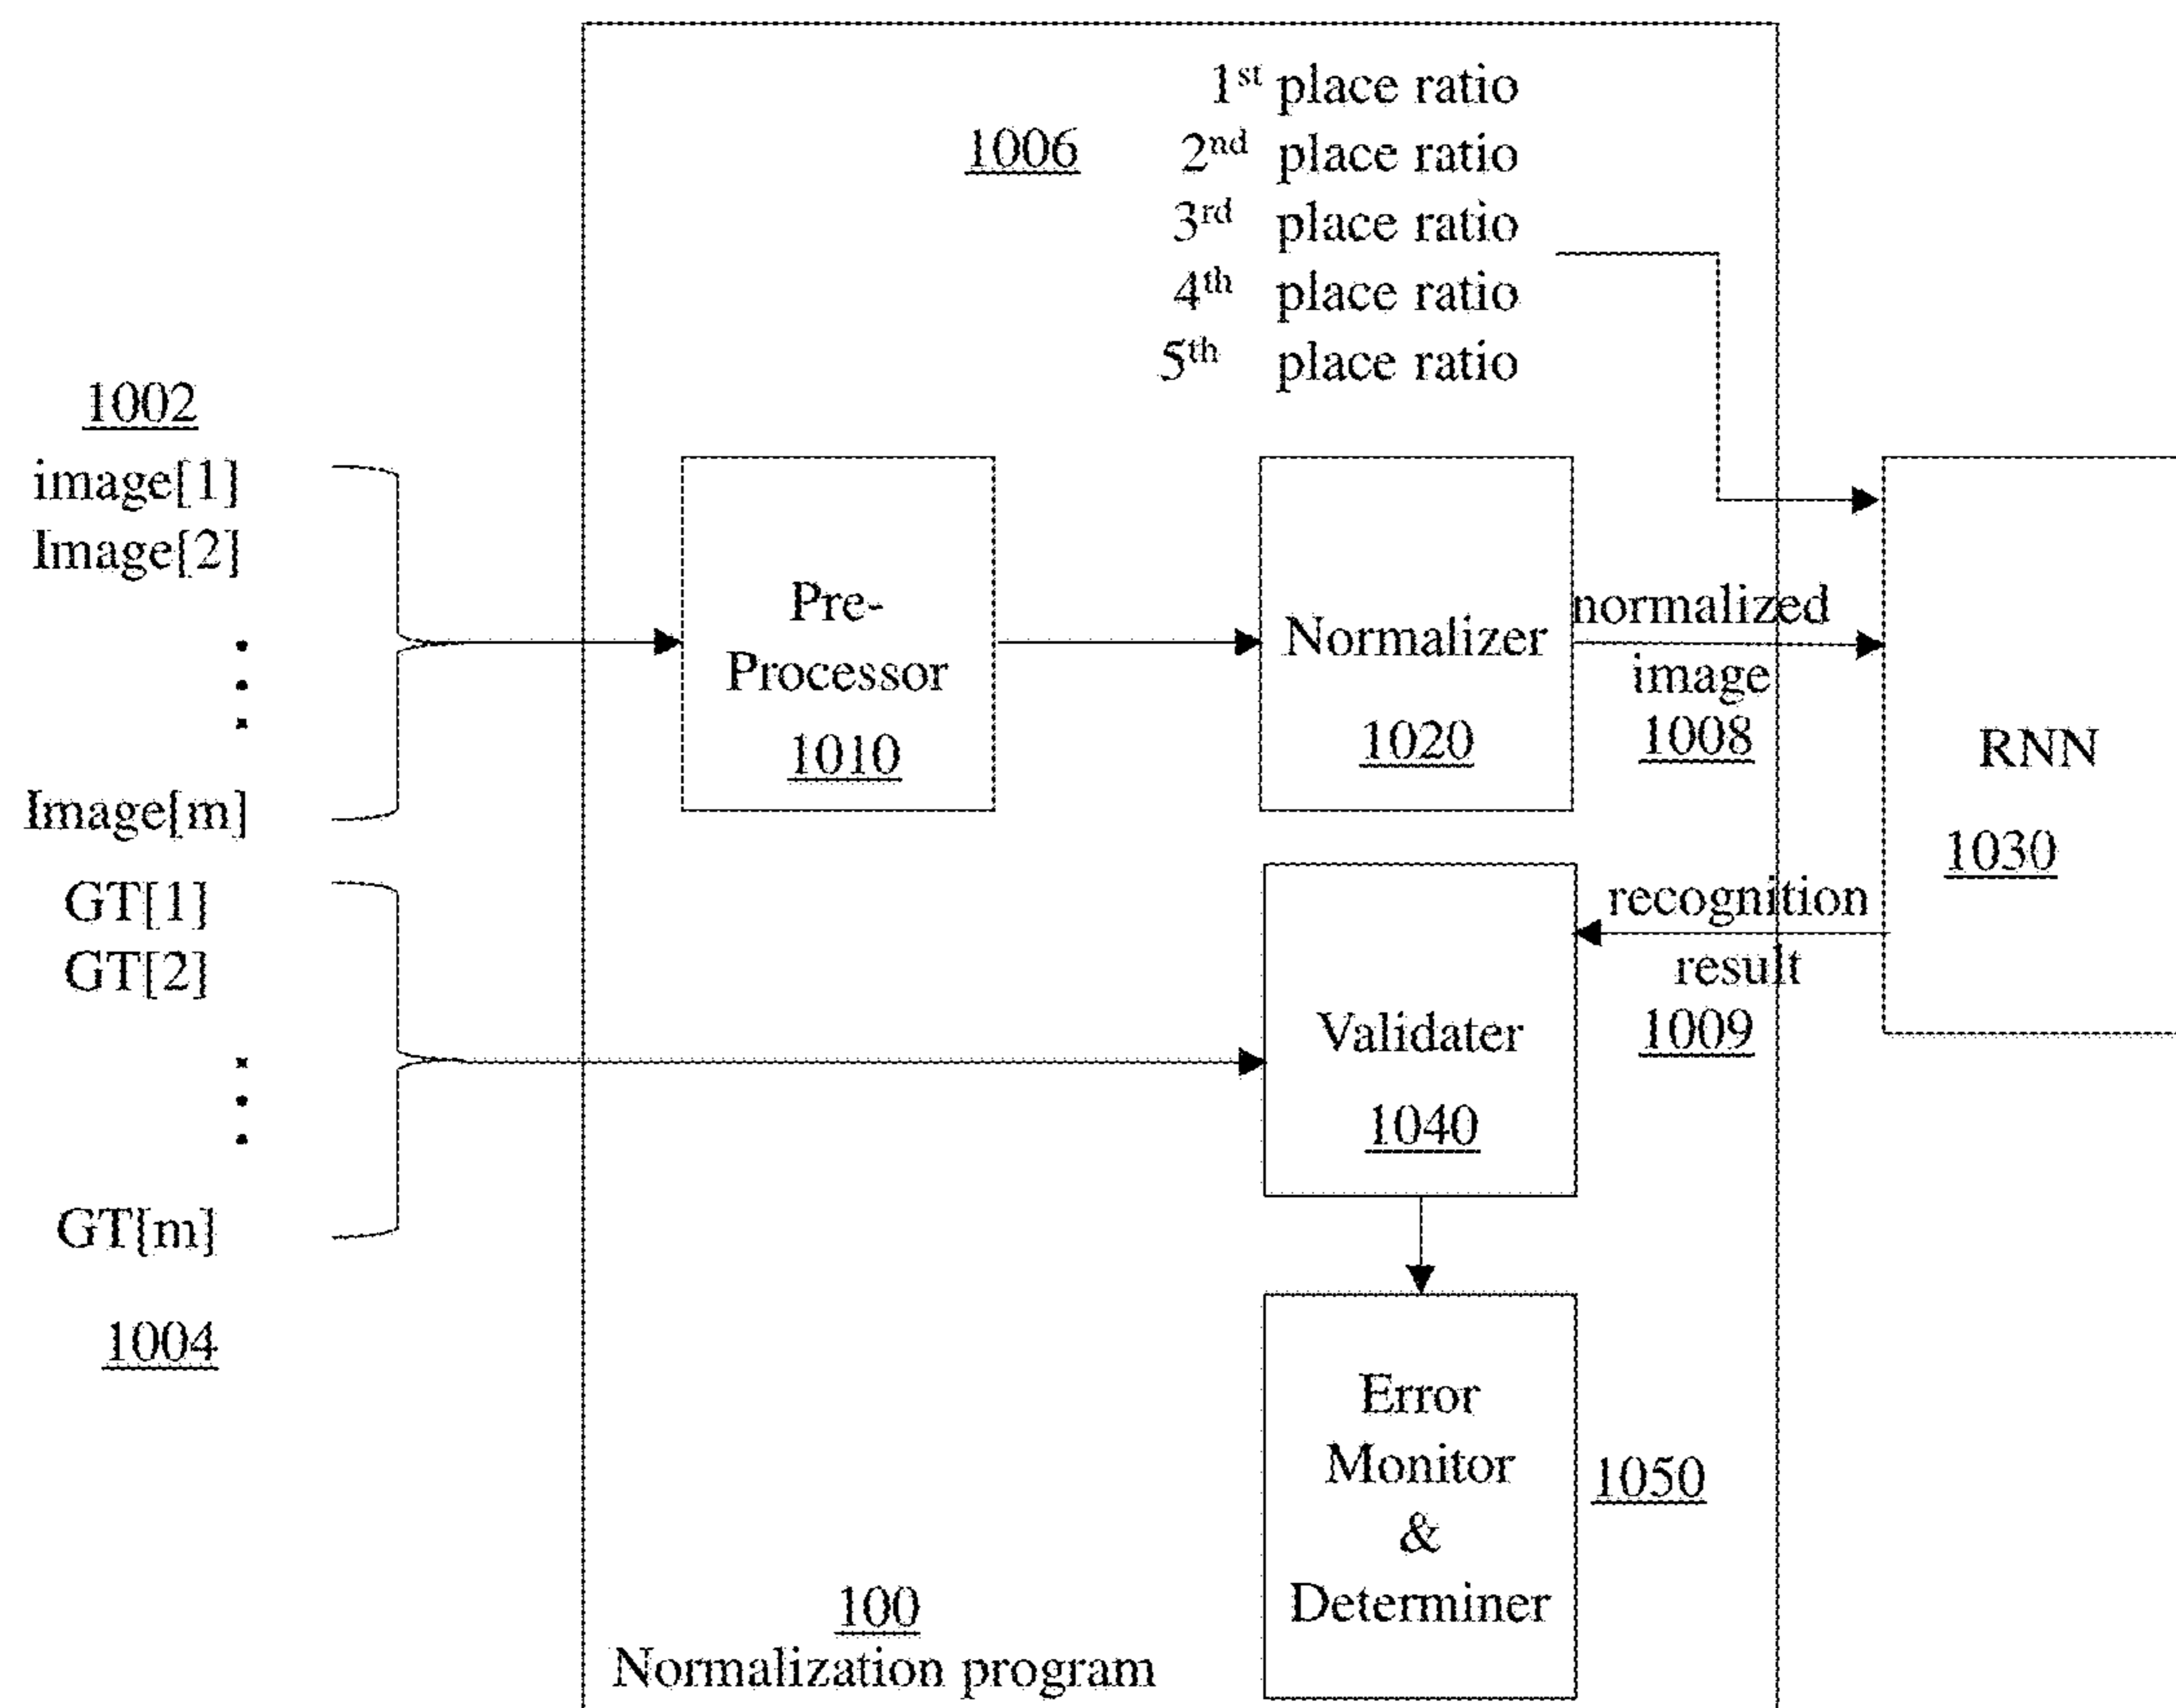 1st place ratio
1006 2nd place ratio
3rd place ratio
4th place ratio
5th place ratio
1002
image[1]
Image[2]
Image[m]
Pre-
Processor
1010
Normalizer
1020
normalized
image
1008
RNN
1030
GT[1]
GT[2]
GT[m]
1004
recognition
result
1009
Validater
1040
Error
Monitor
&
Determiner
1050
100
Normalization program